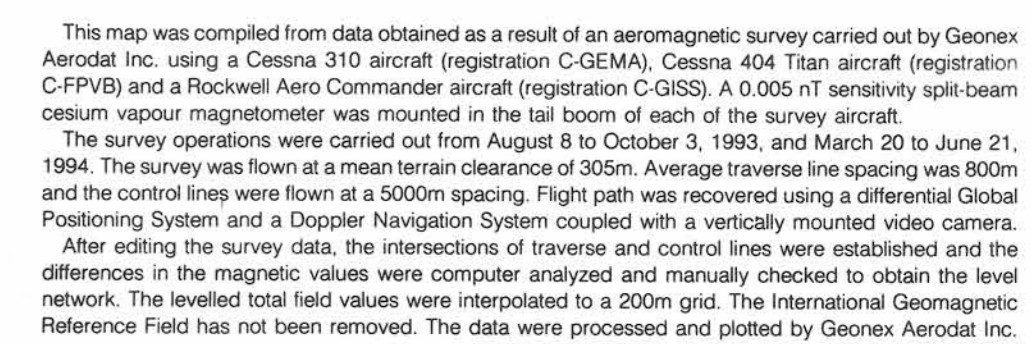 This map was compiled from data obtained as a result of an aeromagnetic survey carried out by Geonex
Aerodat Inc. using a Cessna 310 aircraft (registration C-GEMA), Cessna 404 Titan aircraft (registration
C-FPVB) and a Rockwell Aero Commander aircraft (registration C-GISS). A 0.005 nT sensitivity split-beam
cesium vapour magnetometer was mounted in the tail boom of each of the survey aircraft.
The survey operations were carried out from August 8 to October 3, 1993, and March 20 to June 21,
1994. The survey was flown at a mean terrain clearance of 305m. Average traverse line spacing was 800m
and the control lines were flown at a 5000m spacing. Flight path was recovered using a differential Global
Positioning System and a Doppler Navigation System coupled with a vertically mounted video camera.
After editing the survey data, the intersections of traverse and control lines were established and the
differences in the magnetic values were computer analyzed and manually checked to obtain the level
network. The levelled total field values were interpolated to a 200m grid. The International Geomagnetic
Reference Field has not been removed. The data were processed and plotted by Geonex Aerodat Inc.